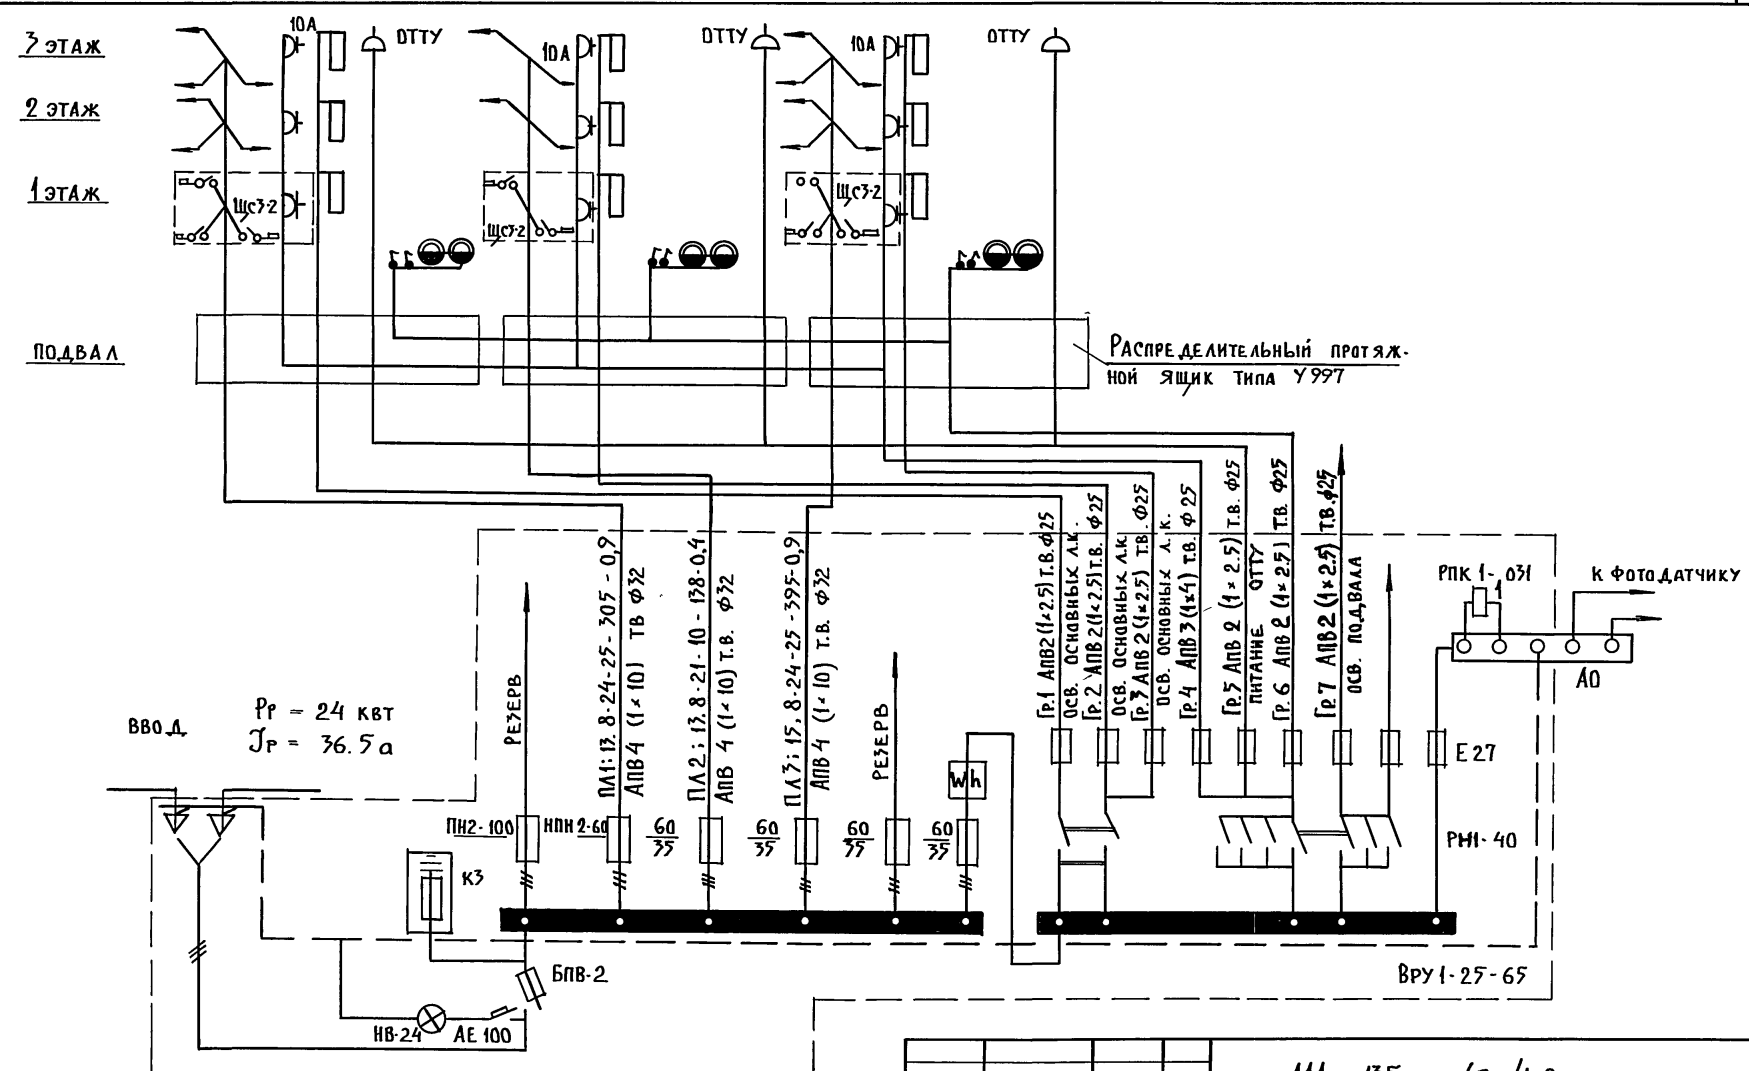 3 ЭТАЖ
2 ЭТАЖ
1 ЭТАЖ
ПОДВАЛ
10А
ОТТУ
10А
ОТТУ
10А
ОТТУ
ЩС3-2
ЩС3-2
ЩС3-2
РАСПРЕДЕЛИТЕЛЬНЫЙ ПРОТЯЖ-
НОЙ ЯЩИК ТИПА У997
ВВОД
Рр = 24 квт
Jр = 36.5 а
РЕЗЕРВ
ПЛ1: 13.8-24-25-305-0,9
АПВ 4 (1×10) ТВ Ф32
ПЛ2; 13.8-21-10-138-0.4
АПВ 4 (1×10) Т.В. Ф32
ПЛ3; 15,8-24-25-395-0,9
АПВ 4 (1×10) Т.В. Ф32
РЕЗЕРВ
Wh
ГР.1 АПВ2(1×2.5) Т.В.Ф25
ОСВ. ОСНОВНЫХ Л.К.
ГР.2 АПВ2(1×2.5) Т.В. Ф25
ОСВ. ОСНОВНЫХ Л.К.
ГР.3 АПВ2(1×2.5) Т.В. Ф25
ОСВ. ОСНОВНЫХ Л.К.
ГР.4 АПВ3(1×4) Т.В. Ф25
ГР.5 АПВ 2 (1×2.5) Т.В. Ф25
ПИТАНИЕ ОТТУ
ГР.6 АПВ 2 (1×2.5) Т.В. Ф25
ГР.7 АПВ2 (1×2.5) Т.В.Ф25
ОСВ. ПОДВАЛА
РПК 1-031
К ФОТОДАТЧИКУ
АО
Е27
РМ1-40
ПН2-100
НПН 2-60
60
35
60
35
60
35
60
35
К3
БПВ-2
НВ-24
АЕ 100
ВРУ1-25-65